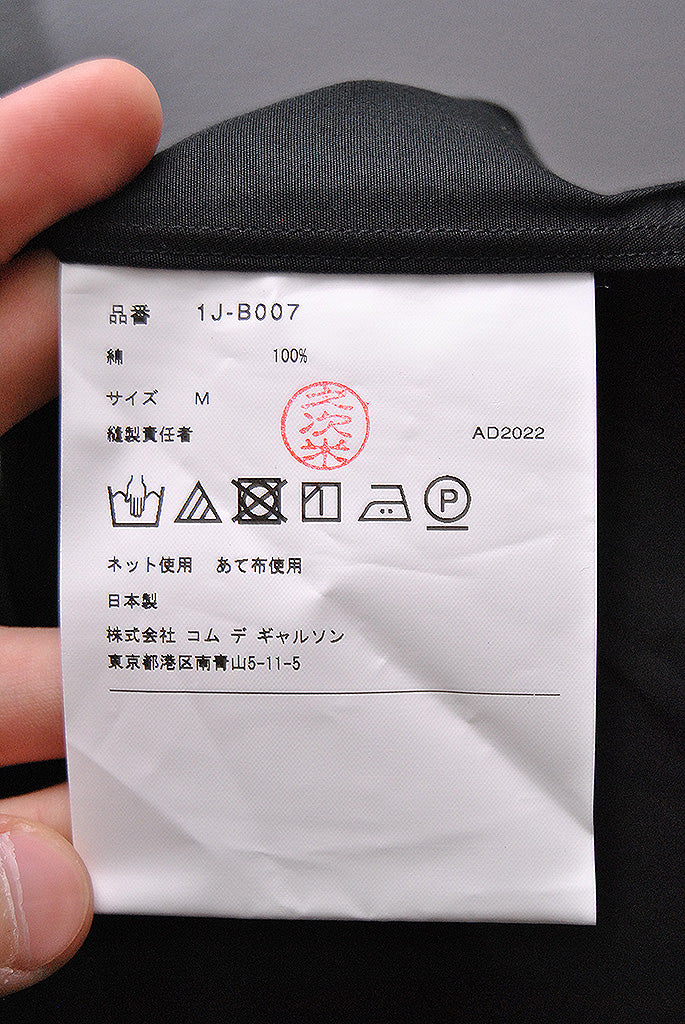 品番 1J-B007
綿 100%
サイズ M
縫製責任者 AD2022
P
ネット使用 あて布使用
日本製
株式会社 コム デ ギャルソン
東京都港区南青山5-11-5